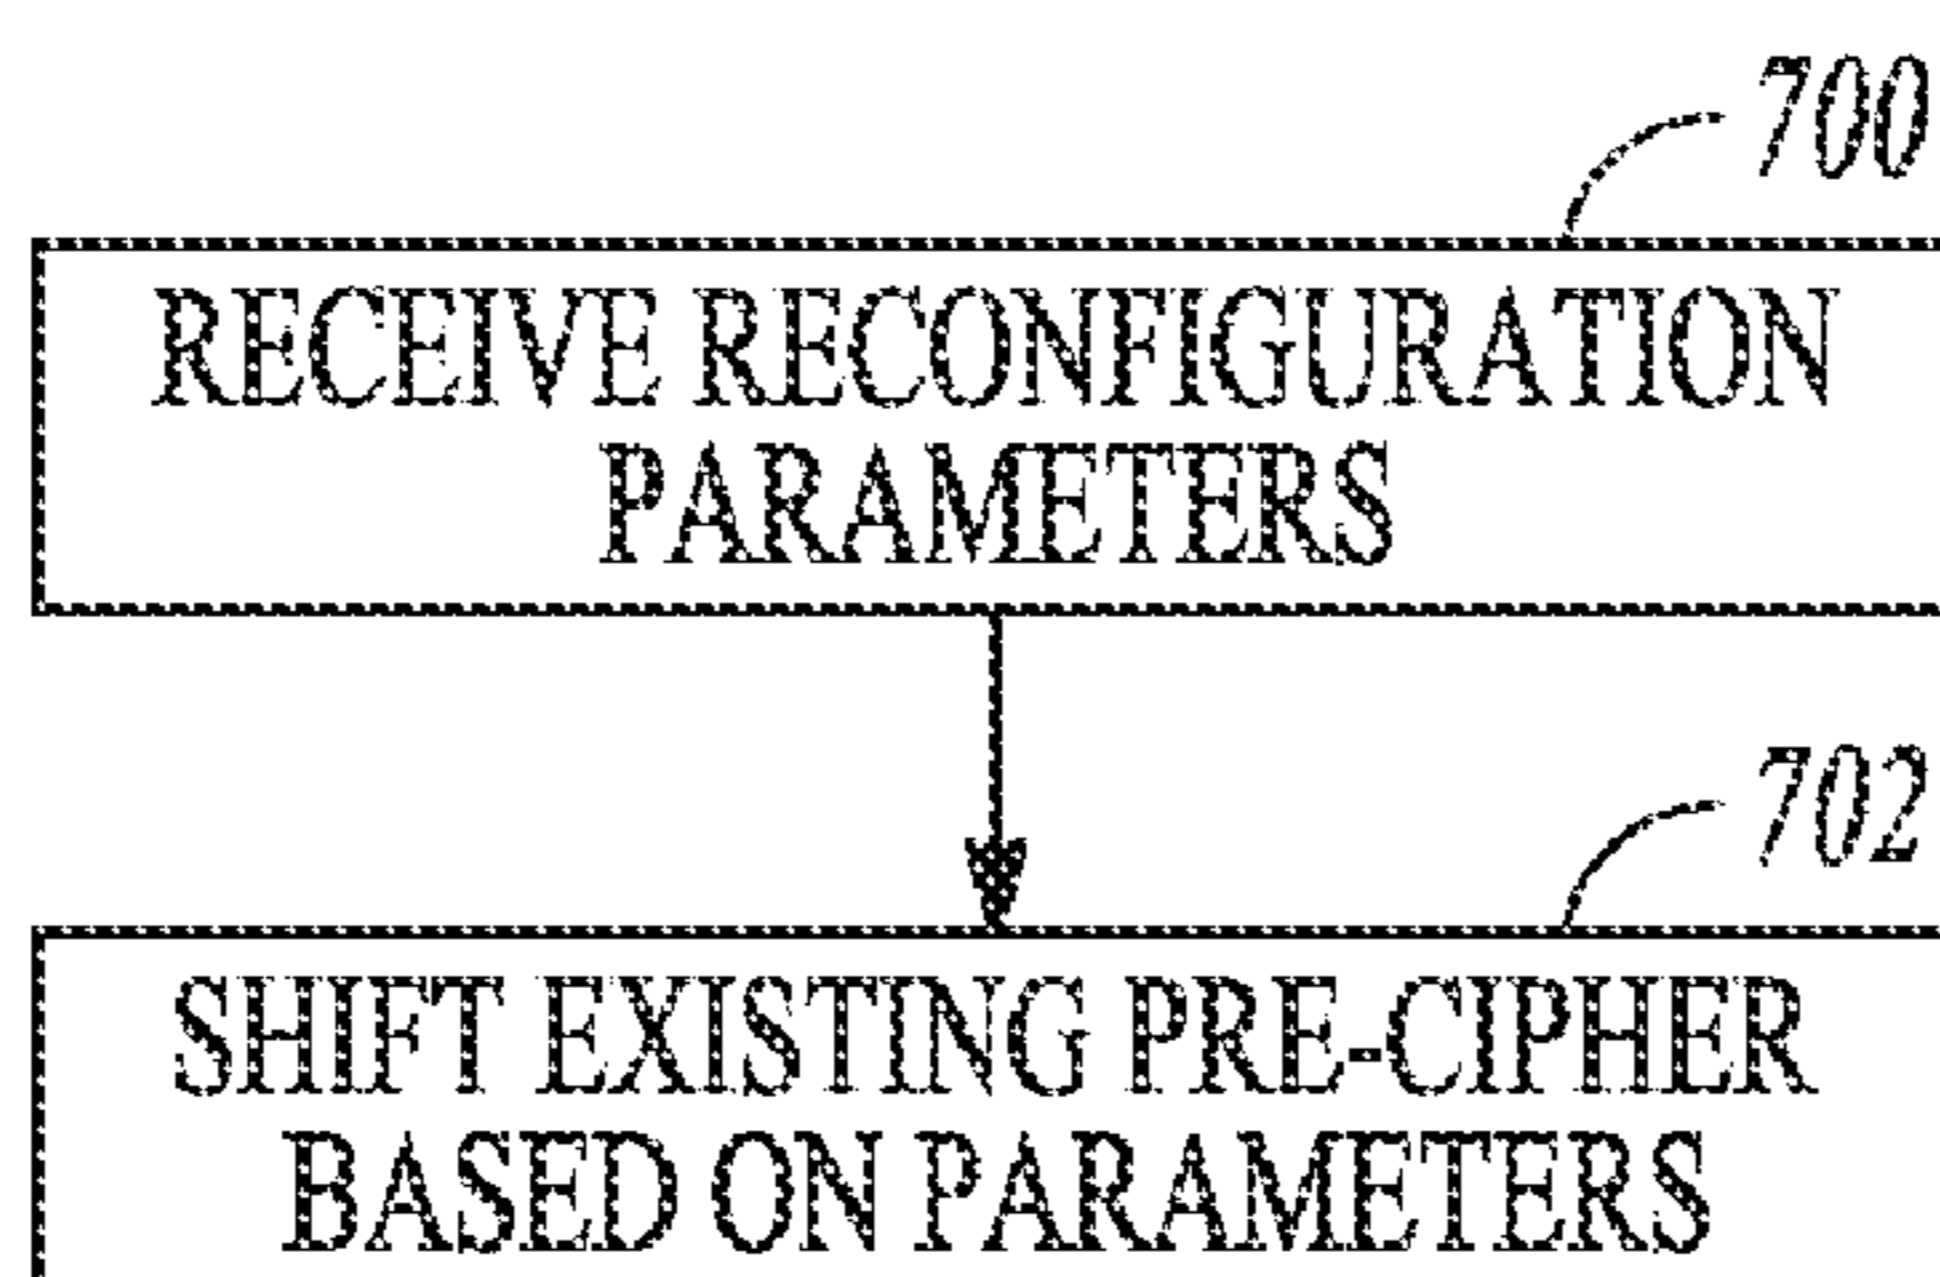 700
RECEIVE RECONFIGURATION
PARAMETERS
702
SHIFT EXISTING PRE-CIPHER
BASED ON PARAMETERS